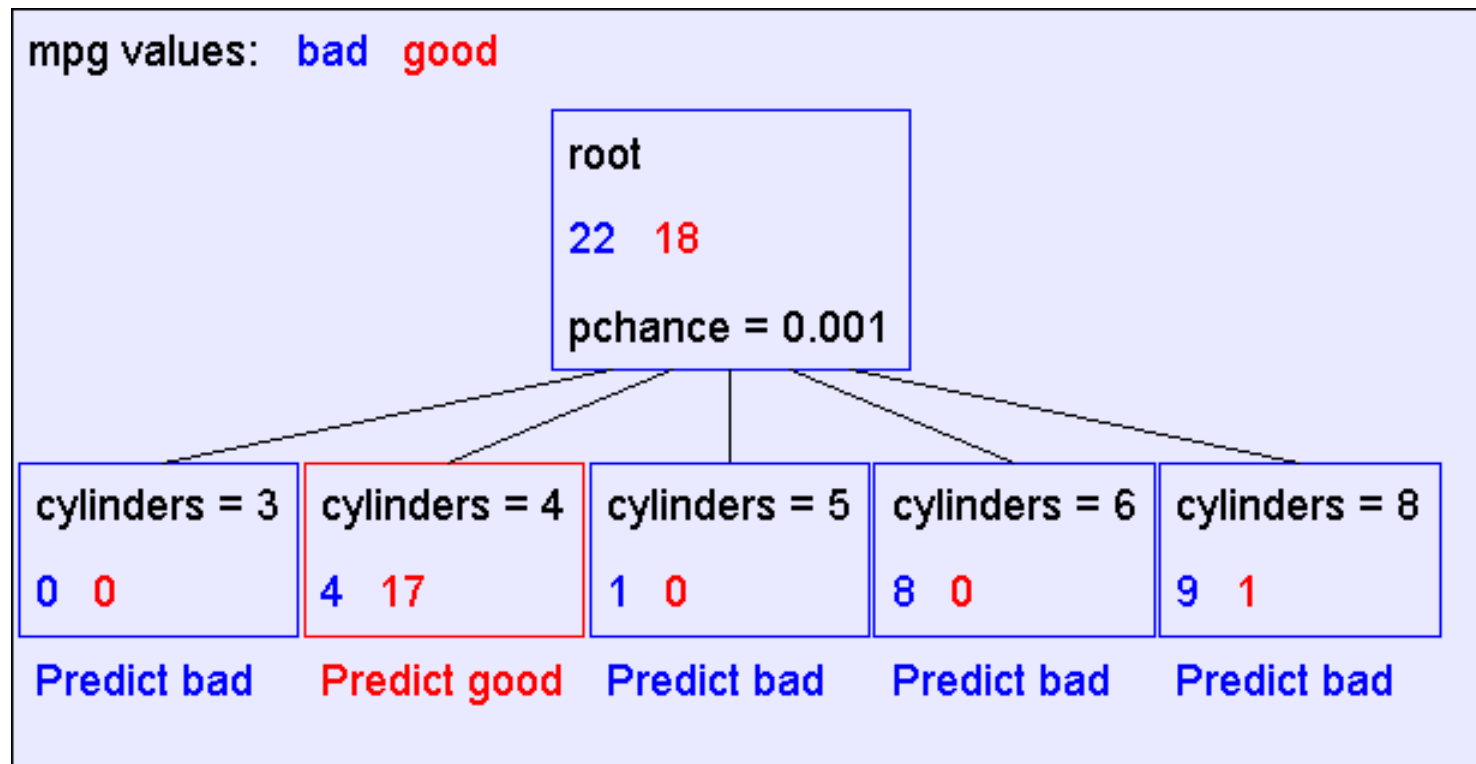 mpg values: bad good
root
22 18
pchance = 0.001
cylinders = 3
0 0
Predict bad
cylinders = 4
4 17
Predict good
cylinders = 5
1 0
Predict bad
cylinders = 6
8 0
Predict bad
cylinders = 8
9 1
Predict bad